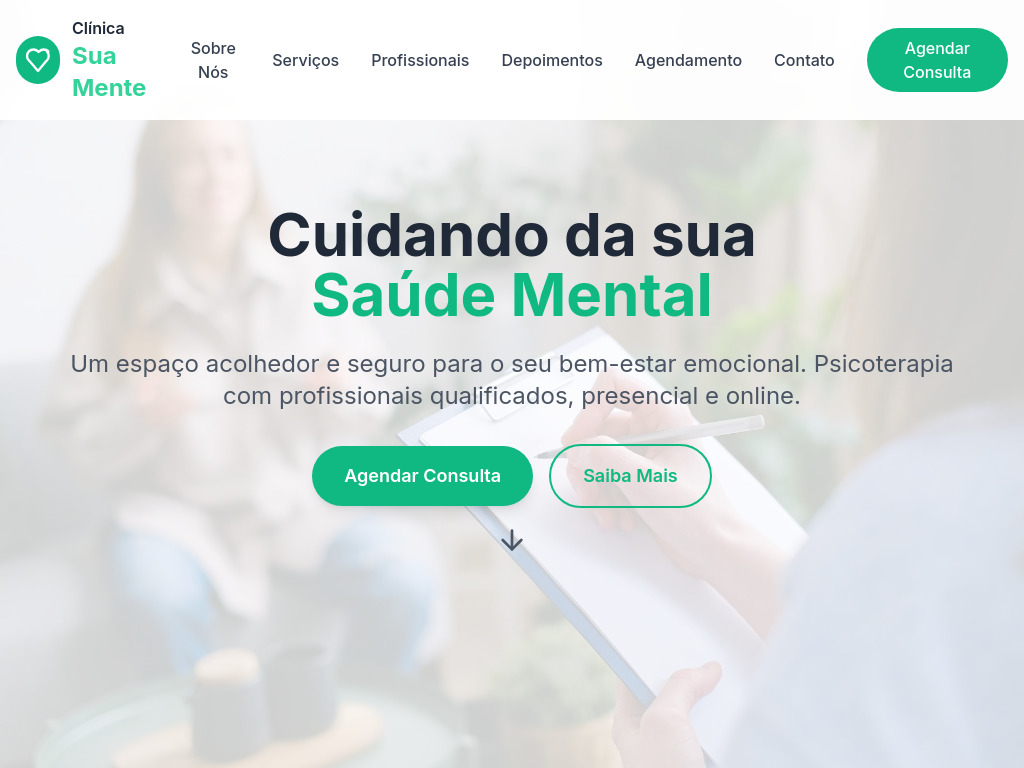 Clínica
Sua
Mente
Sobre
Nós
Serviços
Profissionais
Depoimentos
Agendamento
Contato
Agendar
Consulta
Cuidando da sua
Saúde Mental
Um espaço acolhedor e seguro para o seu bem-estar emocional. Psicoterapia
com profissionais qualificados, presencial e online.
Agendar Consulta
Saiba Mais